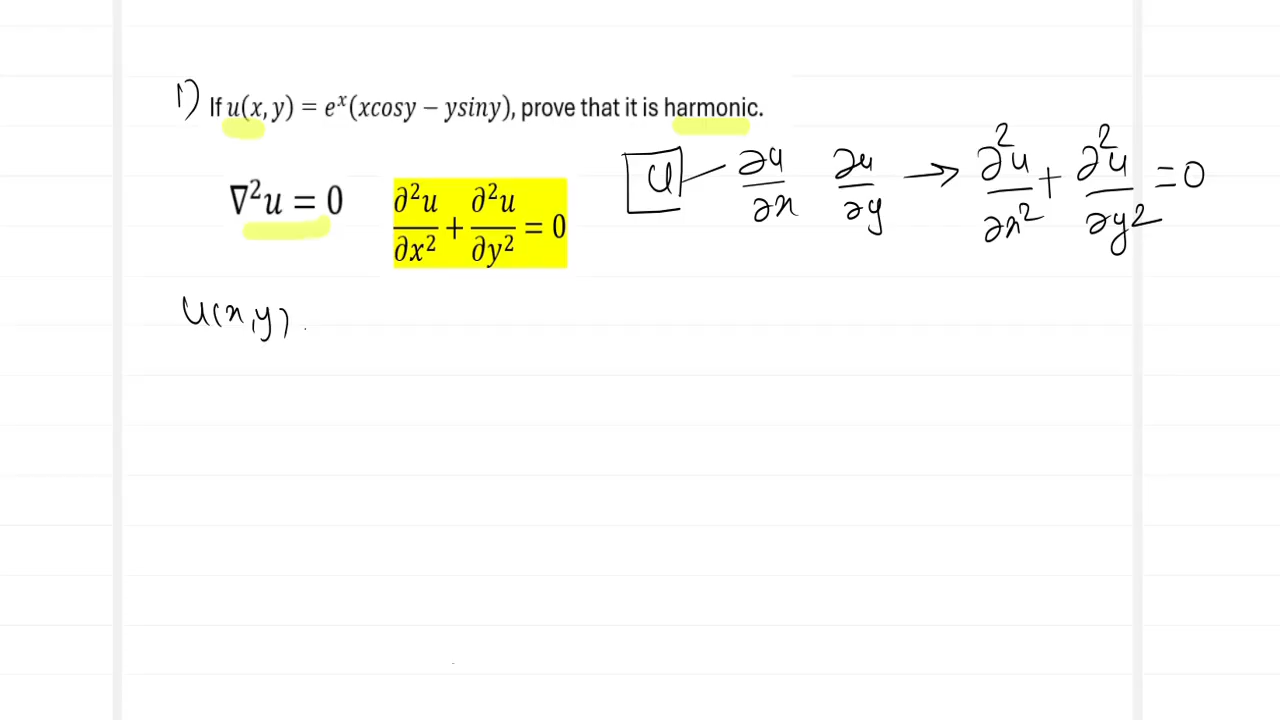 1) If u(x, y) = eˣ(xcosy − ysiny), prove that it is harmonic.
∇²u = 0 ∂²u/∂x² + ∂²u/∂y² = 0
u ∂u/∂x ∂u/∂y → ∂²u/∂x² + ∂²u/∂y² = 0
u(x,y)